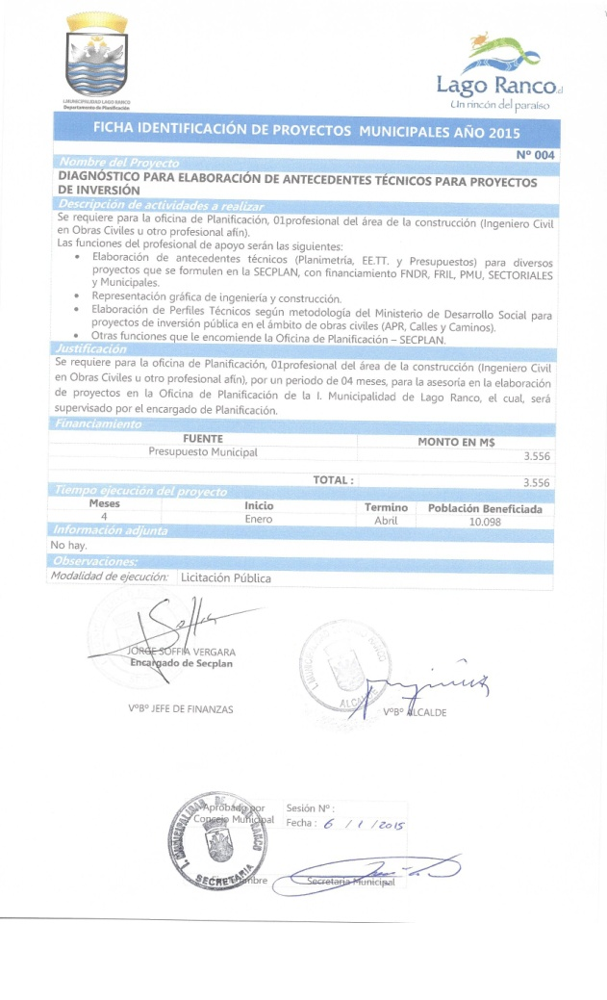 I.MUNICIPALIDAD LAGO RANCO
Departamento de Planificación
Lago Ranco.cl
Un rincón del paraíso
FICHA IDENTIFICACIÓN DE PROYECTOS MUNICIPALES AÑO 2015
Nº 004
Nombre del Proyecto
DIAGNÓSTICO PARA ELABORACIÓN DE ANTECEDENTES TÉCNICOS PARA PROYECTOS
DE INVERSIÓN
Descripción de actividades a realizar
Se requiere para la oficina de Planificación, 01profesional del área de la construcción (Ingeniero Civil
en Obras Civiles u otro profesional afín).
Las funciones del profesional de apoyo serán las siguientes:
• Elaboración de antecedentes técnicos (Planimetría, EE.TT. y Presupuestos) para diversos
proyectos que se formulen en la SECPLAN, con financiamiento FNDR, FRIL, PMU, SECTORIALES
y Municipales.
• Representación gráfica de ingeniería y construcción.
• Elaboración de Perfiles Técnicos según metodología del Ministerio de Desarrollo Social para
proyectos de inversión pública en el ámbito de obras civiles (APR, Calles y Caminos).
• Otras funciones que le encomiende la Oficina de Planificación – SECPLAN.
Justificación
Se requiere para la oficina de Planificación, 01profesional del área de la construcción (Ingeniero Civil
en Obras Civiles u otro profesional afín), por un periodo de 04 meses, para la asesoría en la elaboración
de proyectos en la Oficina de Planificación de la I. Municipalidad de Lago Ranco, el cual, será
supervisado por el encargado de Planificación.
Financiamiento
FUENTE MONTO EN M$
Presupuesto Municipal 3.556
TOTAL : 3.556
Tiempo ejecución del proyecto
Meses Inicio Termino Población Beneficiada
4 Enero Abril 10.098
Información adjunta
No hay.
Observaciones:
Modalidad de ejecución: Licitación Pública
JORGE SOFFIA VERGARA
Encargado de Secplan
VºBº JEFE DE FINANZAS
I. MUNICIPALIDAD DE LAGO RANCO
ALCALDE
VºBº ALCALDE
Aprobado por
Concejo Municipal
Sesión Nº :
Fecha : 6 / 1 / 2015
I. MUNICIPALIDAD DE LAGO RANCO
SECRETARIA
Secretaria Municipal